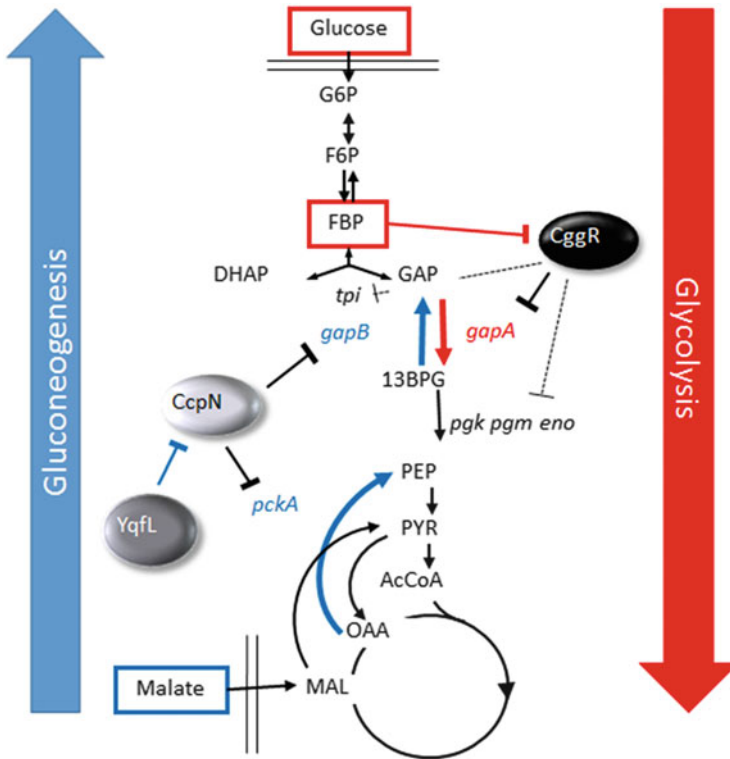 Gluconeogenesis
Glycolysis
Glucose
G6P
F6P
FBP
CggR
DHAP
GAP
tpi
gapB
gapA
13BPG
CcpN
pgk pgm eno
PEP
pckA
YqfL
PYR
AcCoA
OAA
Malate
MAL